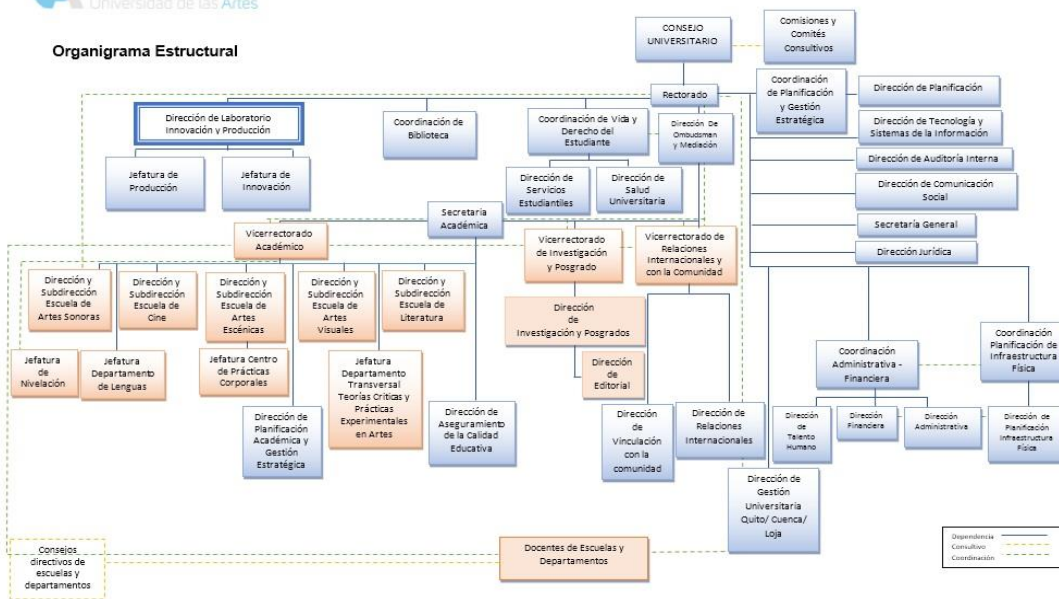 Universidad de las Artes
Organigrama Estructural
CONSEJO
UNIVERSITARIO
Comisiones y
Comités
Consultivos
Rectorado
Coordinación
de Planificación
y Gestión
Estratégica
Dirección de Planificación
Dirección de Tecnología y
Sistemas de la Información
Dirección de Auditoría Interna
Dirección de Comunicación
Social
Secretaría General
Dirección Jurídica
Dirección de Laboratorio
Innovación y Producción
Coordinación de
Biblioteca
Coordinación de Vida y
Derecho del
Estudiante
Dirección De
Ombudsman
y Mediación
Jefatura de
Producción
Jefatura de
Innovación
Dirección de
Servicios
Estudiantiles
Dirección de
Salud
Universitaria
Secretaría
Académica
Vicerrectorado
Académico
Vicerrectorado
de Investigación
y Posgrado
Vicerrectorado de
Relaciones
Internacionales y
con la Comunidad
Dirección y
Subdirección
Escuela de
Artes Sonoras
Dirección y
Subdirección
Escuela de
Cine
Dirección y
Subdirección
Escuela de
Artes
Escénicas
Dirección y
Subdirección
Escuela de
Artes
Visuales
Dirección y
Subdirección
Escuela de
Literatura
Dirección
de
Investigación y Posgrados
Dirección
de
Editorial
Jefatura
de
Nivelación
Jefatura
Departamento
de Lenguas
Jefatura Centro
de Prácticas
Corporales
Jefatura
Departamento
Transversal
Teorías Críticas y
Prácticas
Experimentales
en Artes
Dirección de
Planificación
Académica y
Gestión
Estratégica
Dirección de
Aseguramiento
de la Calidad
Educativa
Dirección
de
Vinculación
con la
comunidad
Dirección de
Relaciones
Internacionales
Coordinación
Administrativa -
Financiera
Coordinación
Planificación de
Infraestructura
Física
Dirección
de
Talento
Humano
Dirección
Financiera
Dirección
Administrativa
Dirección de
Planificación
Infraestructura
Física
Dirección de
Gestión
Universitaria
Quito/ Cuenca/
Loja
Consejos
directivos de
escuelas y
departamentos
Docentes de Escuelas y
Departamentos
Dependencia
Consultivo
Coordinación